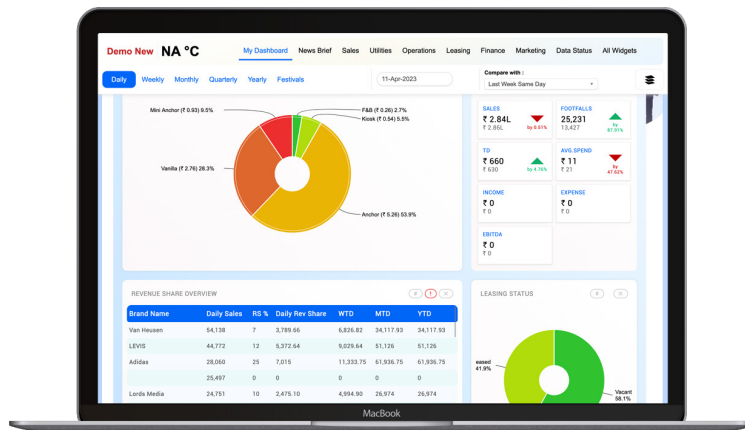 Demo New NA °C
My Dashboard News Brief Sales Utilities Operations Leasing Finance Marketing Data Status All Widgets
Daily Weekly Monthly Quarterly Yearly Festivals 11-Apr-2023
Compare with :
Last Week Same Day
Mini Anchor (₹ 0.93) 9.5%
F&B (₹ 0.26) 2.7%
Kiosk (₹ 0.54) 5.5%
Vanilla (₹ 2.76) 28.3%
Anchor (₹ 5.26) 53.9%
SALES
₹ 2.84L
₹ 2.86L
by 0.51%
FOOTFALLS
25,231
13,427
by
87.91%
TD
₹ 660
₹ 630
by 4.76%
AVG.SPEND
₹ 11
₹ 21
by
47.62%
INCOME
₹ 0
₹ 0
EXPENSE
₹ 0
₹ 0
EBITDA
₹ 0
₹ 0
REVENUE SHARE OVERVIEW
Brand Name Daily Sales RS % Daily Rev Share WTD MTD YTD
Van Heusen 54,138 7 3,789.66 6,826.82 34,117.93 34,117.93
LEVIS 44,772 12 5,372.64 9,029.64 51,126 51,126
Adidas 28,060 25 7,015 11,333.75 61,936.75 61,936.75
25,497 0 0 0 0 0
Lords Media 24,751 10 2,475.10 4,994.90 26,974 26,974
LEASING STATUS
eased
41.9%
Vacant
58.1%
MacBook